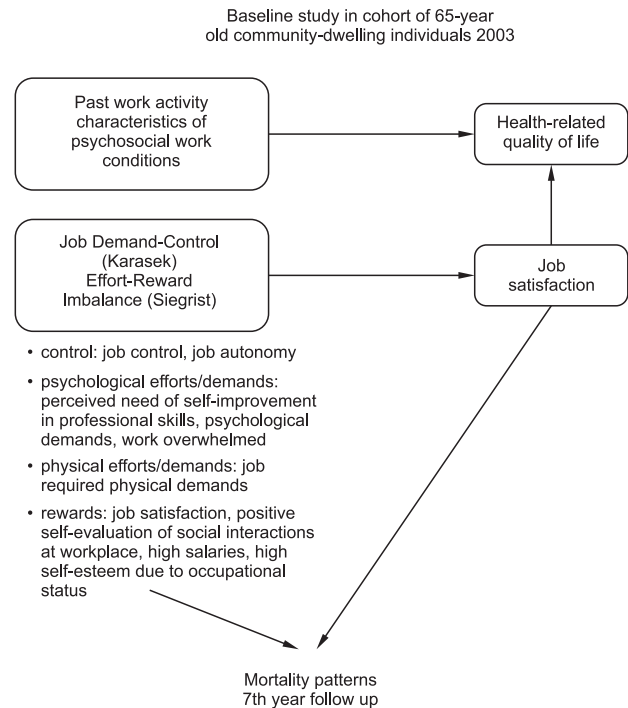 Baseline study in cohort of 65-year
old community-dwelling individuals 2003
Past work activity
characteristics of
psychosocial work
conditions
Health-related
quality of life
Job Demand-Control
(Karasek)
Effort-Reward
Imbalance (Siegrist)
Job
satisfaction
• control: job control, job autonomy
• psychological efforts/demands:
perceived need of self-improvement
in professional skills, psychological
demands, work overwhelmed
• physical efforts/demands: job
required physical demands
• rewards: job satisfaction, positive
self-evaluation of social interactions
at workplace, high salaries, high
self-esteem due to occupational
status
Mortality patterns
7th year follow up